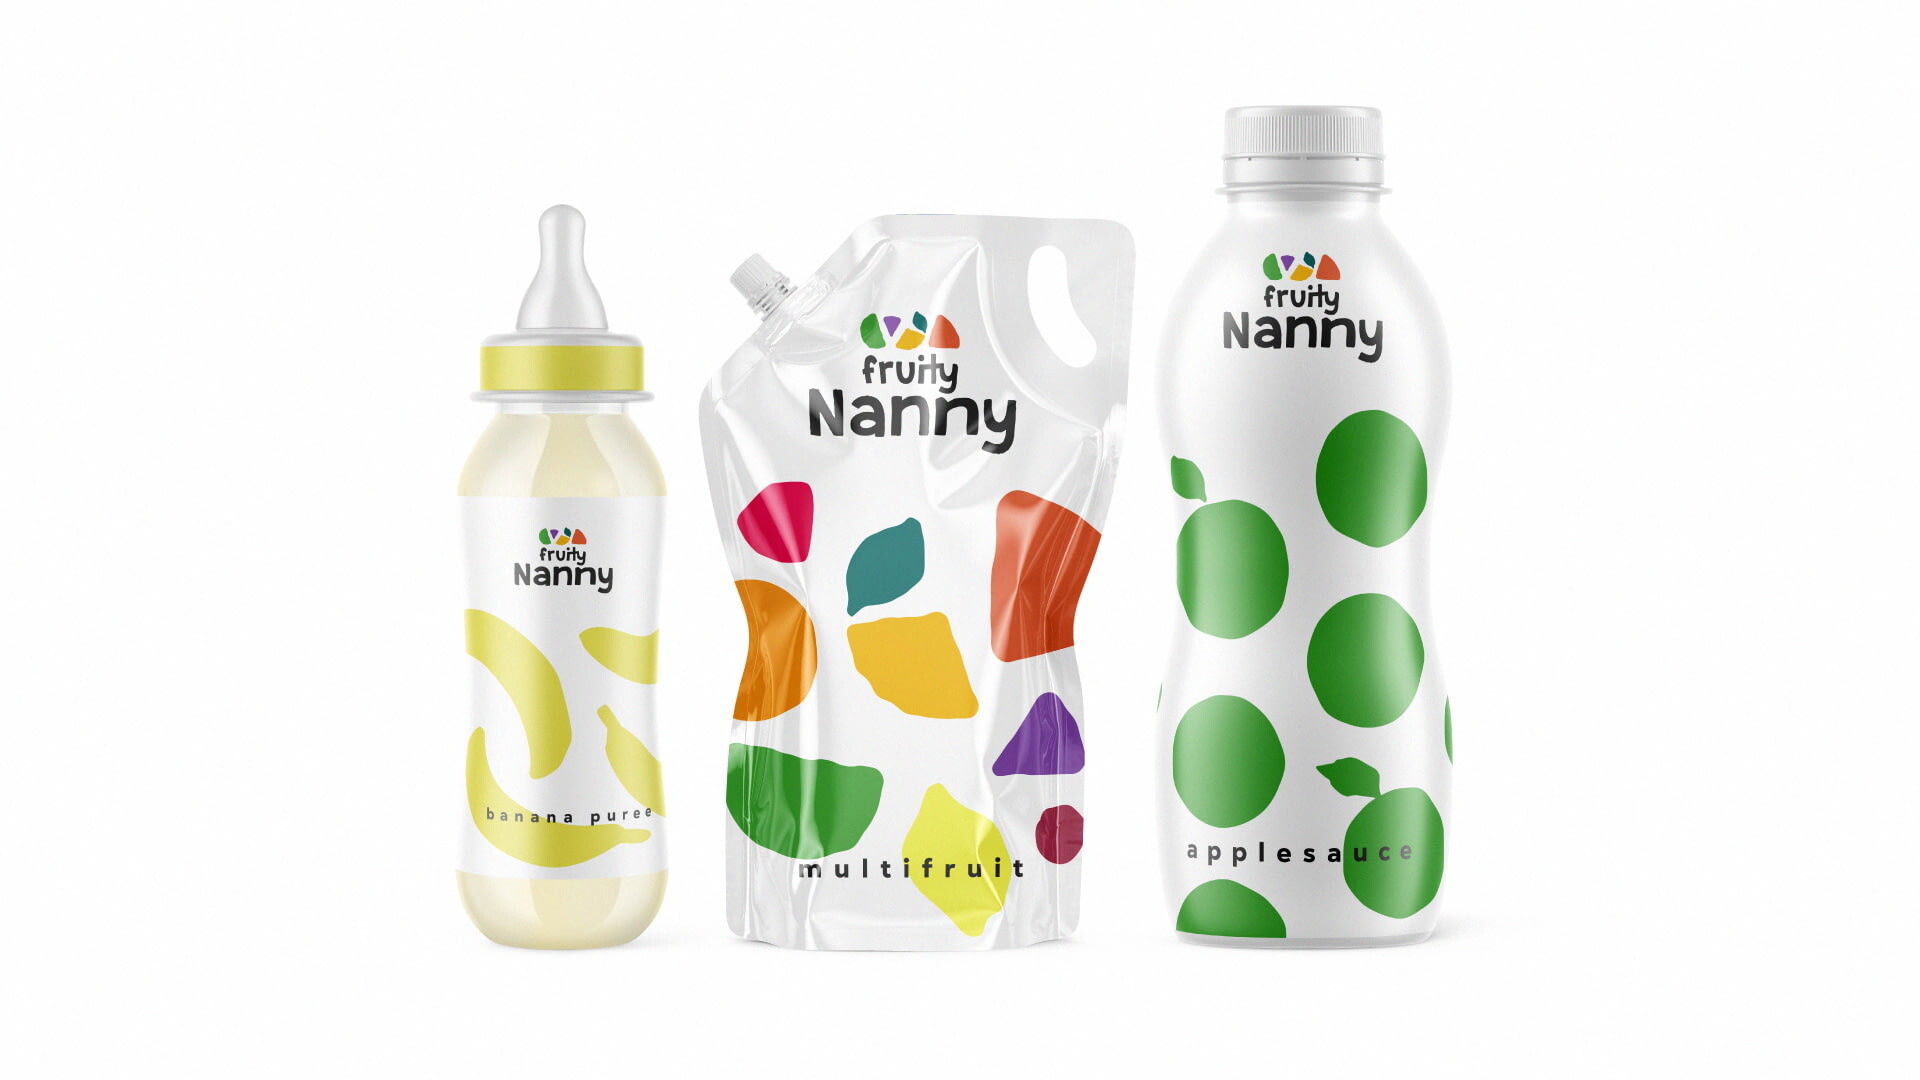 fruity
Nanny
banana puree
fruity
Nanny
multifruit
fruity
Nanny
applesauce